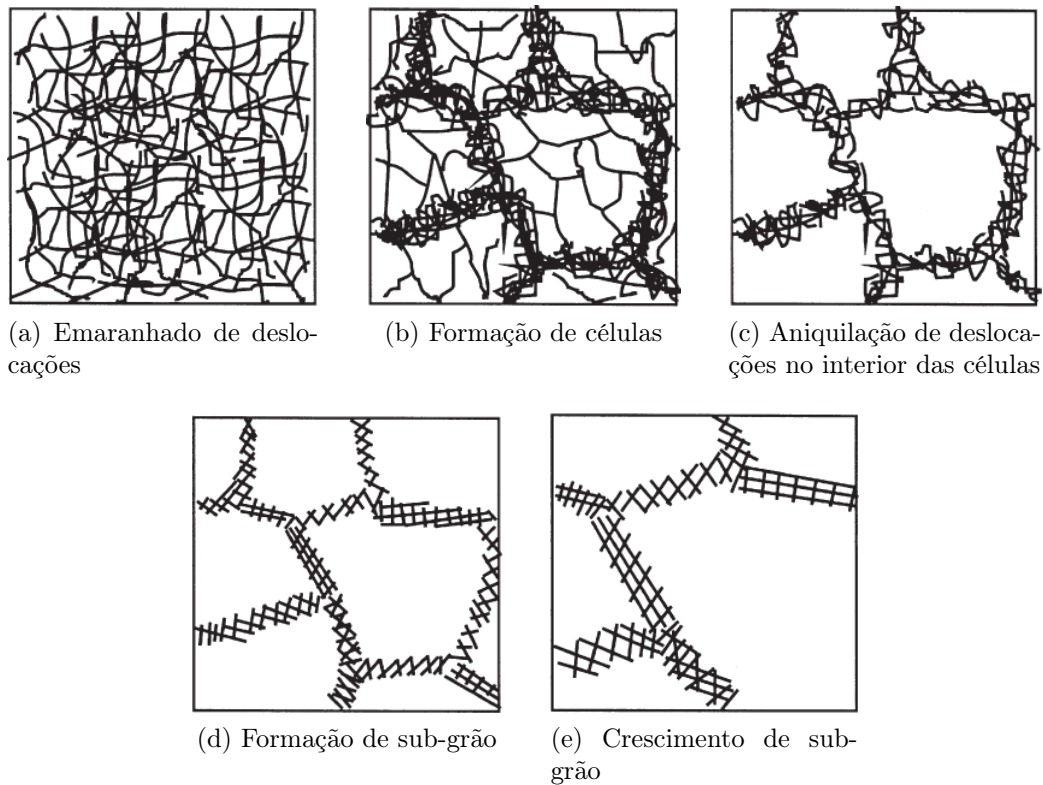 (a) Emaranhado de deslo-
cações
(b) Formação de células
(c) Aniquilação de desloca-
ções no interior das células
(d) Formação de sub-grão
(e) Crescimento de sub-
grão